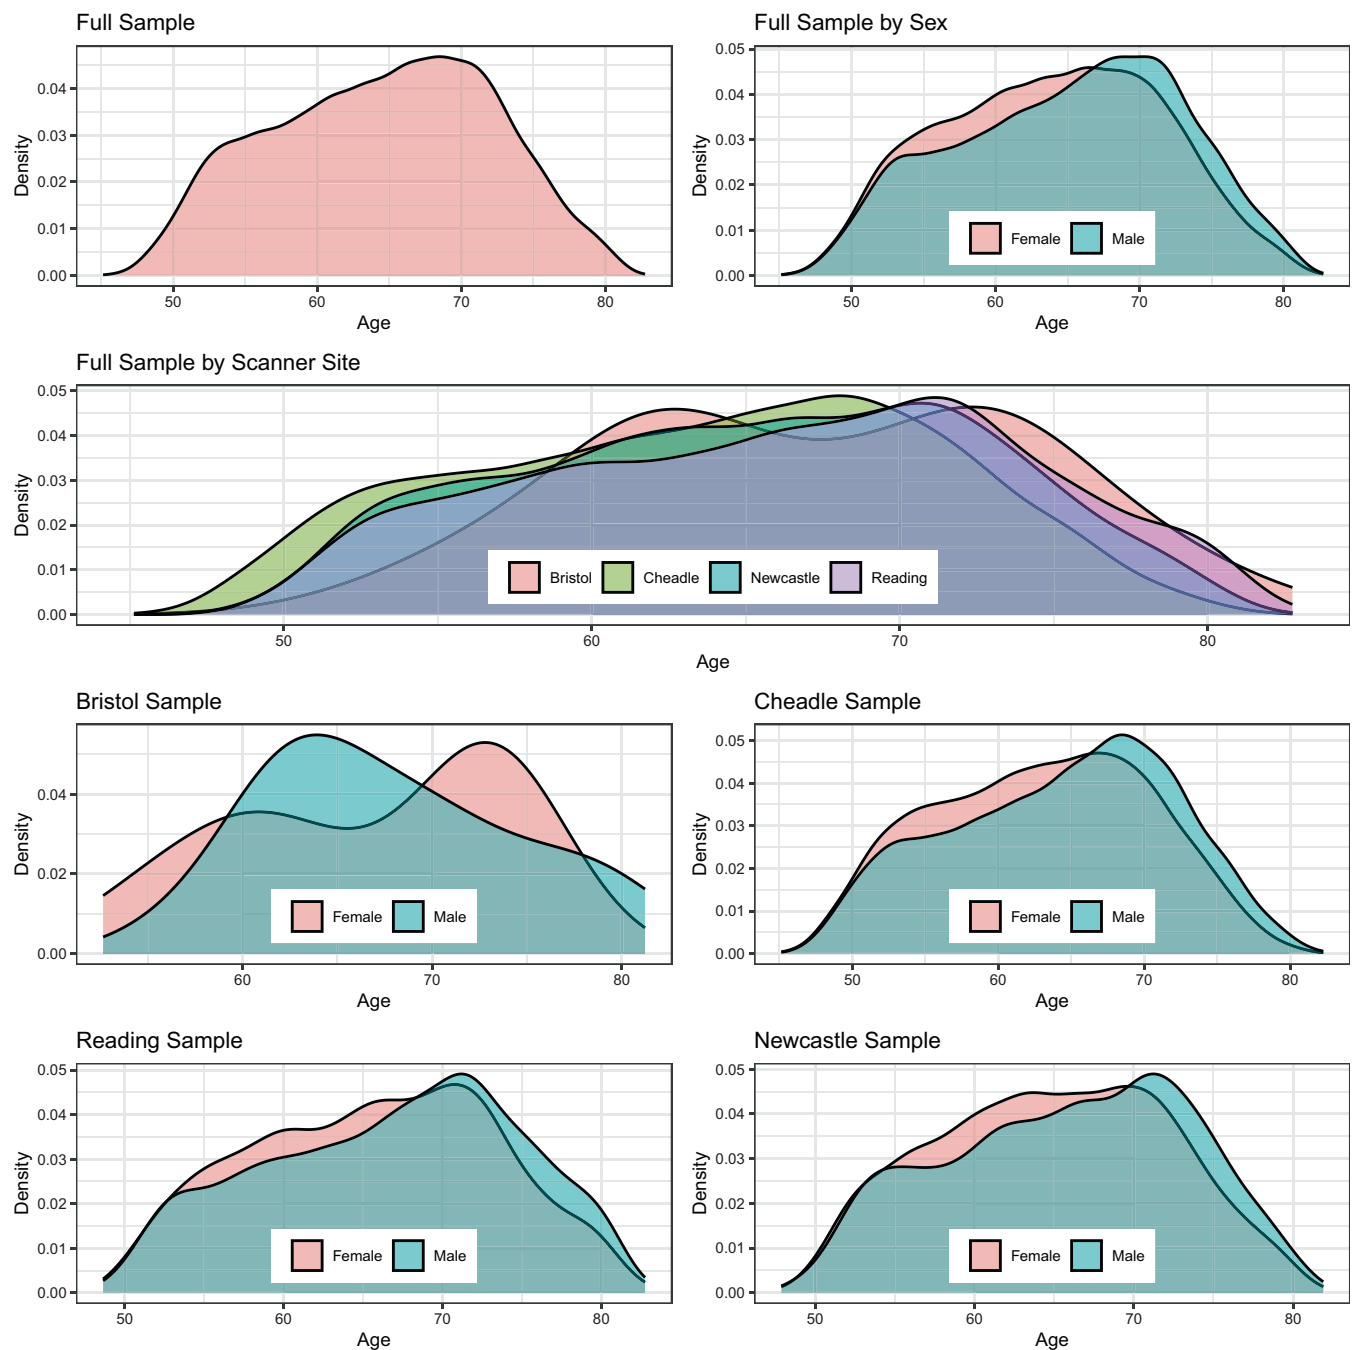 Full Sample
Density
0.04
0.03
0.02
0.01
0.00
50 60 70 80
Age
Full Sample by Sex
Density
0.05
0.04
0.03
0.02
0.01
0.00
Female Male
50 60 70 80
Age
Full Sample by Scanner Site
Density
0.05
0.04
0.03
0.02
0.01
0.00
Bristol Cheadle Newcastle Reading
50 60 70 80
Age
Bristol Sample
Density
0.04
0.02
0.00
Female Male
60 70 80
Age
Cheadle Sample
Density
0.05
0.04
0.03
0.02
0.01
0.00
Female Male
50 60 70 80
Age
Reading Sample
Density
0.05
0.04
0.03
0.02
0.01
0.00
Female Male
50 60 70 80
Age
Newcastle Sample
Density
0.05
0.04
0.03
0.02
0.01
0.00
Female Male
50 60 70 80
Age